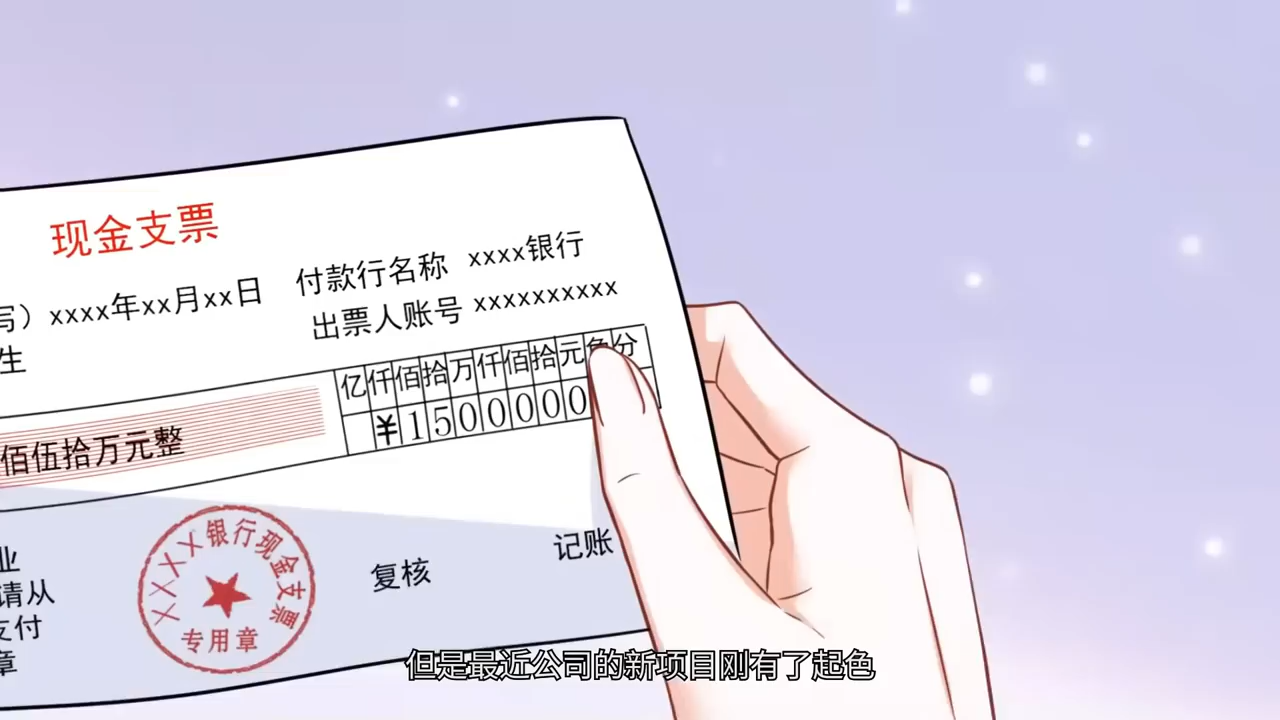 现金支票
付款行名称 xxxx银行
写）xxxx年xx月xx日
出票人账号 xxxxxxxxxx
生
亿仟佰拾万仟佰拾元角分
¥1500000
佰伍拾万元整
XXXX银行现金支票
专用章
业
请从
支付
章
复核
记账
但是最近公司的新项目刚有了起色